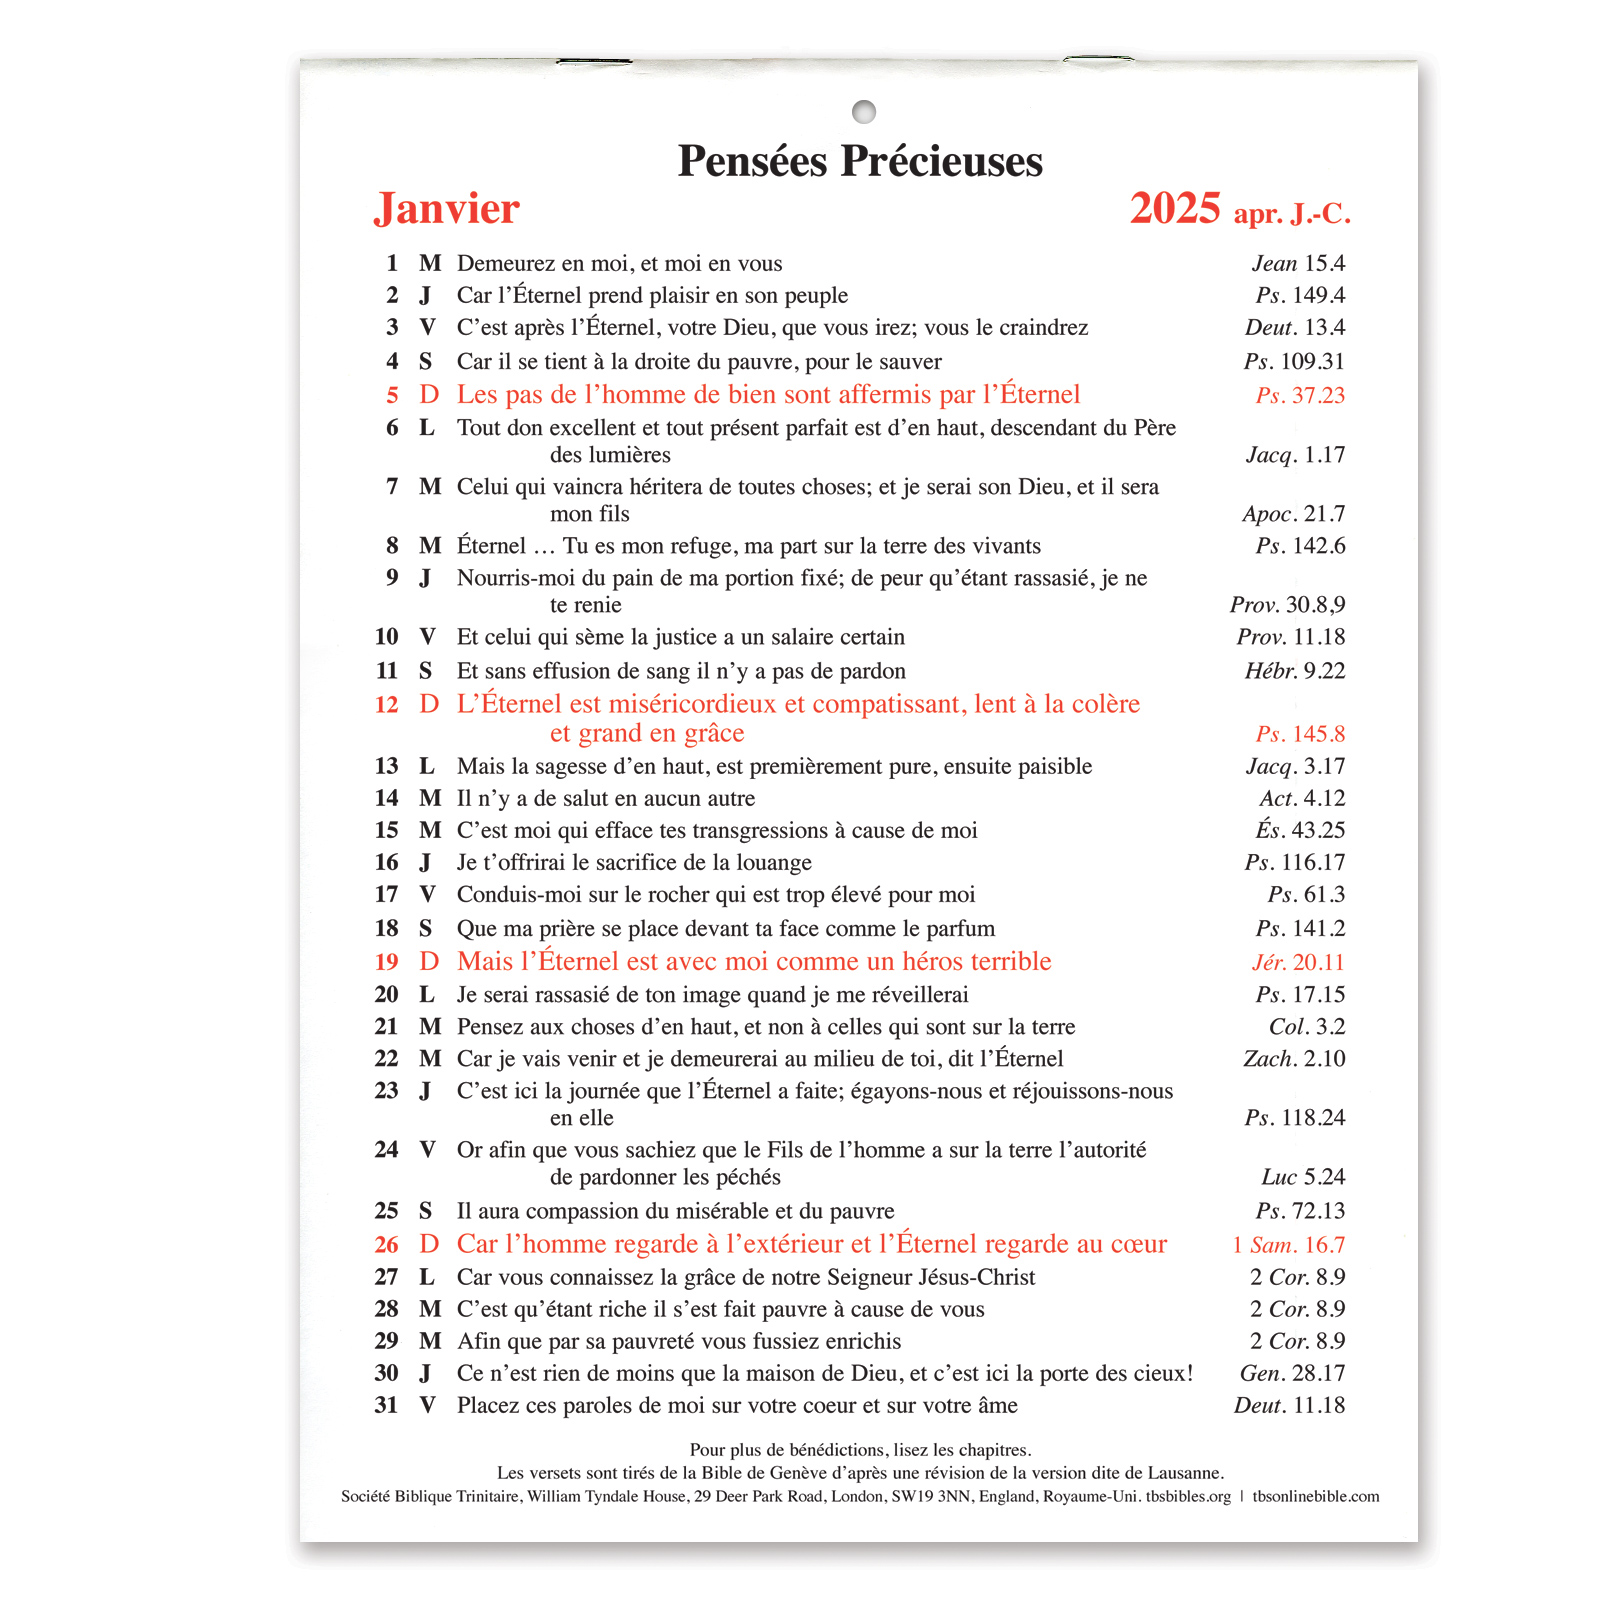 Pensées Précieuses
Janvier 2025 apr. J.-C.
1 M Demeurez en moi, et moi en vous Jean 15.4
2 J Car l’Éternel prend plaisir en son peuple Ps. 149.4
3 V C’est après l’Éternel, votre Dieu, que vous irez; vous le craindrez Deut. 13.4
4 S Car il se tient à la droite du pauvre, pour le sauver Ps. 109.31
5 D Les pas de l’homme de bien sont affermis par l’Éternel Ps. 37.23
6 L Tout don excellent et tout présent parfait est d’en haut, descendant du Père
des lumières Jacq. 1.17
7 M Celui qui vaincra héritera de toutes choses; et je serai son Dieu, et il sera
mon fils Apoc. 21.7
8 M Éternel … Tu es mon refuge, ma part sur la terre des vivants Ps. 142.6
9 J Nourris-moi du pain de ma portion fixé; de peur qu’étant rassasié, je ne
te renie Prov. 30.8,9
10 V Et celui qui sème la justice a un salaire certain Prov. 11.18
11 S Et sans effusion de sang il n’y a pas de pardon Hébr. 9.22
12 D L’Éternel est miséricordieux et compatissant, lent à la colère
et grand en grâce Ps. 145.8
13 L Mais la sagesse d’en haut, est premièrement pure, ensuite paisible Jacq. 3.17
14 M Il n’y a de salut en aucun autre Act. 4.12
15 M C’est moi qui efface tes transgressions à cause de moi És. 43.25
16 J Je t’offrirai le sacrifice de la louange Ps. 116.17
17 V Conduis-moi sur le rocher qui est trop élevé pour moi Ps. 61.3
18 S Que ma prière se place devant ta face comme le parfum Ps. 141.2
19 D Mais l’Éternel est avec moi comme un héros terrible Jér. 20.11
20 L Je serai rassasié de ton image quand je me réveillerai Ps. 17.15
21 M Pensez aux choses d’en haut, et non à celles qui sont sur la terre Col. 3.2
22 M Car je vais venir et je demeurerai au milieu de toi, dit l’Éternel Zach. 2.10
23 J C’est ici la journée que l’Éternel a faite; égayons-nous et réjouissons-nous
en elle Ps. 118.24
24 V Or afin que vous sachiez que le Fils de l’homme a sur la terre l’autorité
de pardonner les péchés Luc 5.24
25 S Il aura compassion du misérable et du pauvre Ps. 72.13
26 D Car l’homme regarde à l’extérieur et l’Éternel regarde au cœur 1 Sam. 16.7
27 L Car vous connaissez la grâce de notre Seigneur Jésus-Christ 2 Cor. 8.9
28 M C’est qu’étant riche il s’est fait pauvre à cause de vous 2 Cor. 8.9
29 M Afin que par sa pauvreté vous fussiez enrichis 2 Cor. 8.9
30 J Ce n’est rien de moins que la maison de Dieu, et c’est ici la porte des cieux! Gen. 28.17
31 V Placez ces paroles de moi sur votre coeur et sur votre âme Deut. 11.18
Pour plus de bénédictions, lisez les chapitres.
Les versets sont tirés de la Bible de Genève d’après une révision de la version dite de Lausanne.
Société Biblique Trinitaire, William Tyndale House, 29 Deer Park Road, London, SW19 3NN, England, Royaume-Uni. tbsbibles.org | tbsonlinebible.com